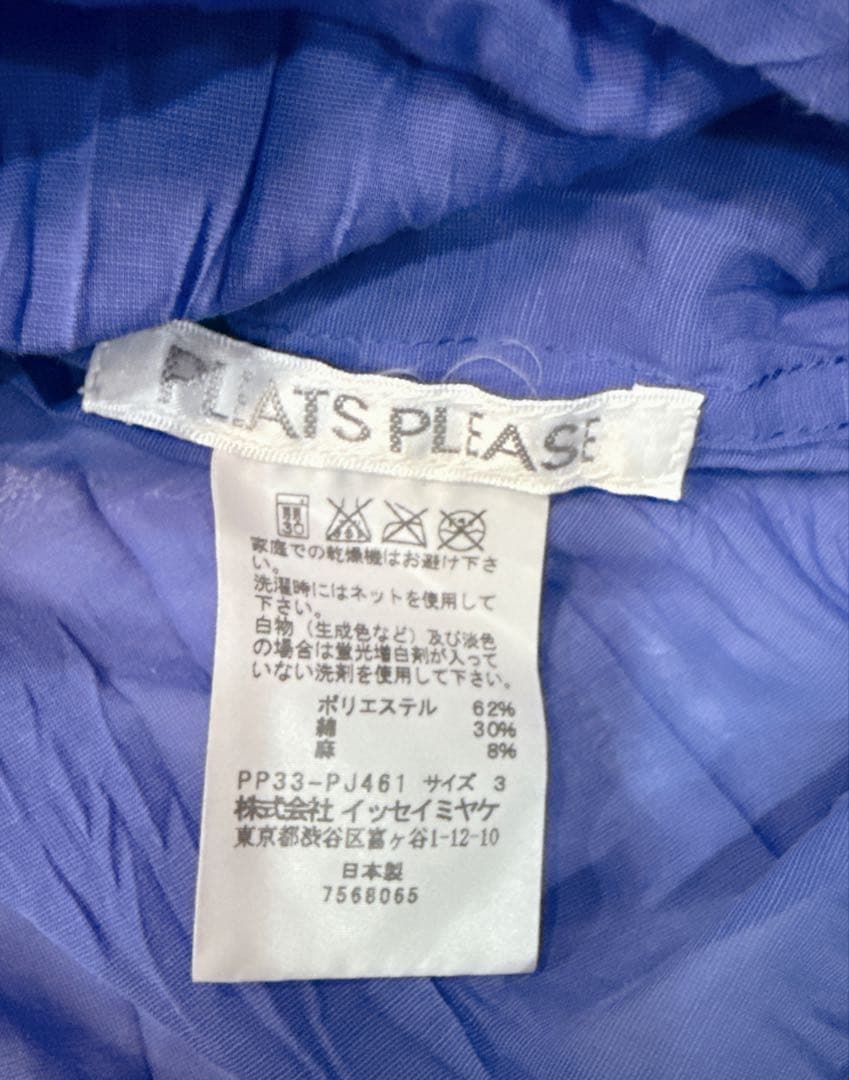 PLEATS PLEASE
家庭での乾燥機はお避け下さ
い。
洗濯時にはネットを使用して
下さい。
白物（生成色など）及び淡色
の場合は蛍光増白剤が入って
いない洗剤を使用して下さい。
ポリエステル 62%
綿 30%
麻 8%
PP33-PJ461 サイズ 3
株式会社 イッセイミヤケ
東京都渋谷区富ヶ谷1-12-10
日本製
7568065